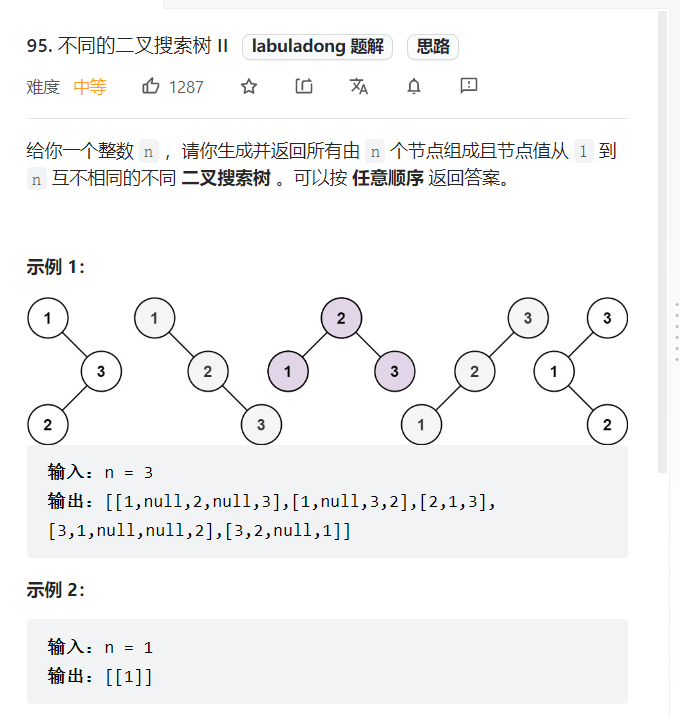 95. 不同的二叉搜索树 II labuladong 题解 思路
难度 中等 1287
给你一个整数 n ，请你生成并返回所有由 n 个节点组成且节点值从 1 到
n 互不相同的不同 二叉搜索树 。可以按 任意顺序 返回答案。
示例 1：
1 1 2 3 3
3 2 1 3 2 1
2 3 1 2
输入：n = 3
输出：[[1,null,2,null,3],[1,null,3,2],[2,1,3],
[3,1,null,null,2],[3,2,null,1]]
示例 2：
输入：n = 1
输出：[[1]]